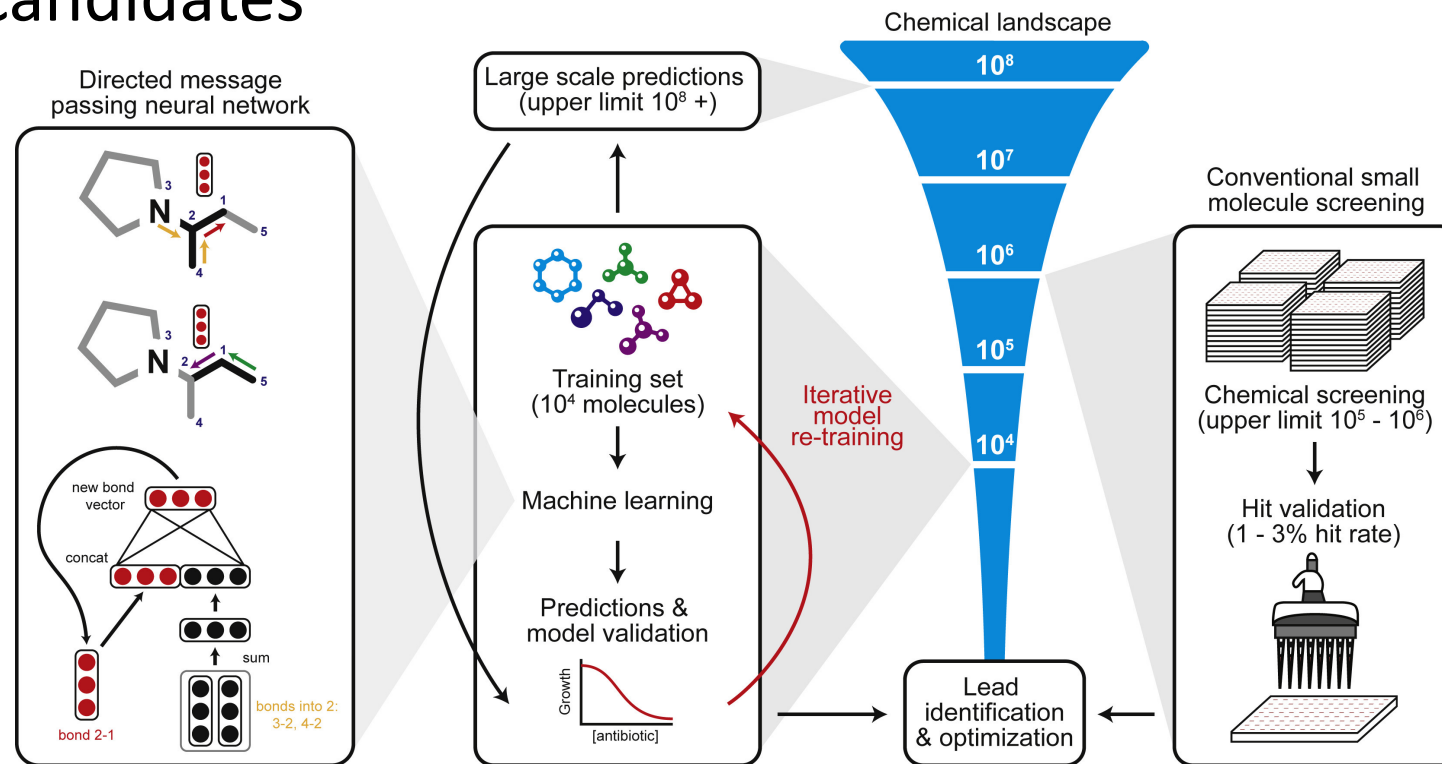 candidates
Directed message
passing neural network
3
N
2
1
5
4
3
N
2
1
5
4
new bond
vector
concat
sum
bond 2-1
bonds into 2:
3-2, 4-2
Large scale predictions
(upper limit 10⁸ +)
Training set
(10⁴ molecules)
Machine learning
Predictions &
model validation
Growth
[antibiotic]
Iterative
model
re-training
Chemical landscape
10⁸
10⁷
10⁶
10⁵
10⁴
Lead
identification
& optimization
Conventional small
molecule screening
Chemical screening
(upper limit 10⁵ - 10⁶)
Hit validation
(1 - 3% hit rate)